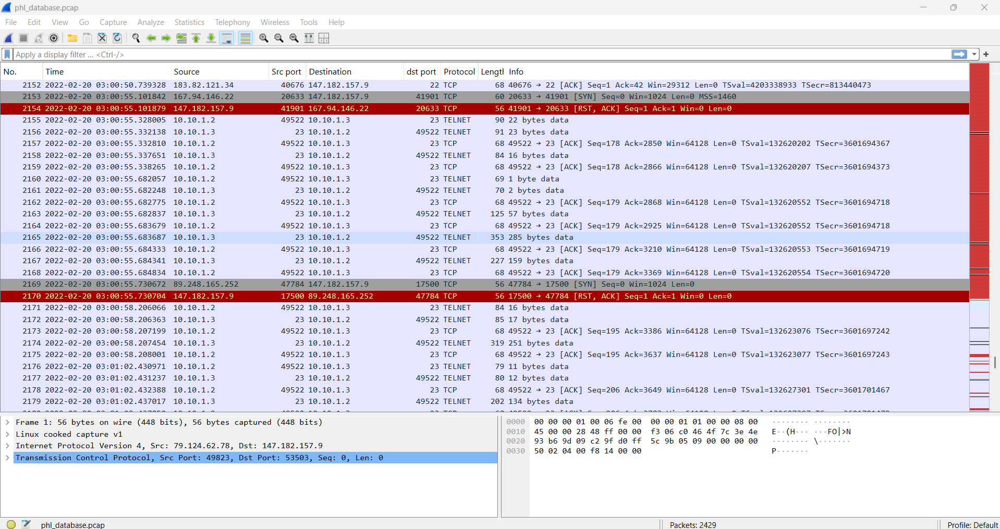 phl_database.pcap
File Edit View Go Capture Analyze Statistics Telephony Wireless Tools Help
Apply a display filter ... <Ctrl-/>
No. Time Source Src port Destination dst port Protocol Lengtl Info
2152 2022-02-20 03:00:50.739328 183.82.121.34 40676 147.182.157.9 22 TCP 68 40676 → 22 [ACK] Seq=1 Ack=42 Win=29312 Len=0 TSval=4203338933 TSecr=813440473
2153 2022-02-20 03:00:55.101842 167.94.146.22 20633 147.182.157.9 41901 TCP 60 20633 → 41901 [SYN] Seq=0 Win=1024 Len=0 MSS=1460
2154 2022-02-20 03:00:55.101879 147.182.157.9 41901 167.94.146.22 20633 TCP 56 41901 → 20633 [RST, ACK] Seq=1 Ack=1 Win=0 Len=0
2155 2022-02-20 03:00:55.328005 10.10.1.2 49522 10.10.1.3 23 TELNET 90 22 bytes data
2156 2022-02-20 03:00:55.332138 10.10.1.3 23 10.10.1.2 49522 TELNET 91 23 bytes data
2157 2022-02-20 03:00:55.332810 10.10.1.2 49522 10.10.1.3 23 TCP 68 49522 → 23 [ACK] Seq=178 Ack=2850 Win=64128 Len=0 TSval=132620202 TSecr=3601694367
2158 2022-02-20 03:00:55.337651 10.10.1.3 23 10.10.1.2 49522 TELNET 84 16 bytes data
2159 2022-02-20 03:00:55.338265 10.10.1.2 49522 10.10.1.3 23 TCP 68 49522 → 23 [ACK] Seq=178 Ack=2866 Win=64128 Len=0 TSval=132620207 TSecr=3601694373
2160 2022-02-20 03:00:55.682057 10.10.1.2 49522 10.10.1.3 23 TELNET 69 1 byte data
2161 2022-02-20 03:00:55.682248 10.10.1.3 23 10.10.1.2 49522 TELNET 70 2 bytes data
2162 2022-02-20 03:00:55.682775 10.10.1.2 49522 10.10.1.3 23 TCP 68 49522 → 23 [ACK] Seq=179 Ack=2868 Win=64128 Len=0 TSval=132620552 TSecr=3601694718
2163 2022-02-20 03:00:55.682837 10.10.1.3 23 10.10.1.2 49522 TELNET 125 57 bytes data
2164 2022-02-20 03:00:55.683679 10.10.1.2 49522 10.10.1.3 23 TCP 68 49522 → 23 [ACK] Seq=179 Ack=2925 Win=64128 Len=0 TSval=132620552 TSecr=3601694718
2165 2022-02-20 03:00:55.683687 10.10.1.3 23 10.10.1.2 49522 TELNET 353 285 bytes data
2166 2022-02-20 03:00:55.684333 10.10.1.2 49522 10.10.1.3 23 TCP 68 49522 → 23 [ACK] Seq=179 Ack=3210 Win=64128 Len=0 TSval=132620553 TSecr=3601694719
2167 2022-02-20 03:00:55.684341 10.10.1.3 23 10.10.1.2 49522 TELNET 227 159 bytes data
2168 2022-02-20 03:00:55.684834 10.10.1.2 49522 10.10.1.3 23 TCP 68 49522 → 23 [ACK] Seq=179 Ack=3369 Win=64128 Len=0 TSval=132620554 TSecr=3601694720
2169 2022-02-20 03:00:55.730672 89.248.165.252 47784 147.182.157.9 17500 TCP 56 47784 → 17500 [SYN] Seq=0 Win=1024 Len=0
2170 2022-02-20 03:00:55.730704 147.182.157.9 17500 89.248.165.252 47784 TCP 56 17500 → 47784 [RST, ACK] Seq=1 Ack=1 Win=0 Len=0
2171 2022-02-20 03:00:58.206066 10.10.1.2 49522 10.10.1.3 23 TELNET 84 16 bytes data
2172 2022-02-20 03:00:58.206363 10.10.1.3 23 10.10.1.2 49522 TELNET 85 17 bytes data
2173 2022-02-20 03:00:58.207199 10.10.1.2 49522 10.10.1.3 23 TCP 68 49522 → 23 [ACK] Seq=195 Ack=3386 Win=64128 Len=0 TSval=132623076 TSecr=3601697242
2174 2022-02-20 03:00:58.207454 10.10.1.3 23 10.10.1.2 49522 TELNET 319 251 bytes data
2175 2022-02-20 03:00:58.208001 10.10.1.2 49522 10.10.1.3 23 TCP 68 49522 → 23 [ACK] Seq=195 Ack=3637 Win=64128 Len=0 TSval=132623077 TSecr=3601697243
2176 2022-02-20 03:01:02.430971 10.10.1.2 49522 10.10.1.3 23 TELNET 79 11 bytes data
2177 2022-02-20 03:01:02.431237 10.10.1.3 23 10.10.1.2 49522 TELNET 80 12 bytes data
2178 2022-02-20 03:01:02.432388 10.10.1.2 49522 10.10.1.3 23 TCP 68 49522 → 23 [ACK] Seq=206 Ack=3649 Win=64128 Len=0 TSval=132627301 TSecr=3601701467
2179 2022-02-20 03:01:02.437017 10.10.1.3 23 10.10.1.2 49522 TELNET 202 134 bytes data
Frame 1: 56 bytes on wire (448 bits), 56 bytes captured (448 bits)
Linux cooked capture v1
Internet Protocol Version 4, Src: 79.124.62.78, Dst: 147.182.157.9
Transmission Control Protocol, Src Port: 49823, Dst Port: 53503, Seq: 0, Len: 0
0000 00 00 00 01 00 06 fe 00 00 00 01 01 00 00 08 00 ········ ········
0010 45 00 00 28 48 ff 00 00 f3 06 c0 46 4f 7c 3e 4e E··(H··· ···FO|>N
0020 93 b6 9d 09 c2 9f d0 ff 5c 9b 05 09 00 00 00 00 ········ \·······
0030 50 02 04 00 f8 14 00 00 P·······
phl_database.pcap Packets: 2429 Profile: Default